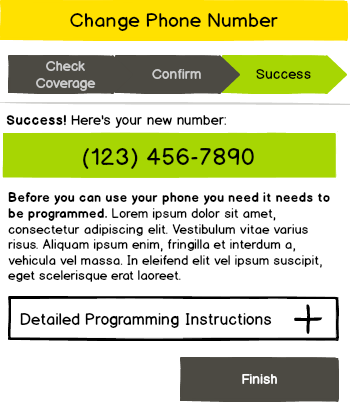 Change Phone Number
Check
Coverage
Confirm
Success
Success! Here's your new number:
(123) 456-7890
Before you can use your phone you need it needs to
be programmed. Lorem ipsum dolor sit amet,
consectetur adipiscing elit. Vestibulum vitae varius
risus. Aliquam ipsum enim, fringilla et interdum a,
vehicula vel massa. In eleifend elit vel ipsum suscipit,
eget scelerisque erat laoreet.
Detailed Programming Instructions
Finish